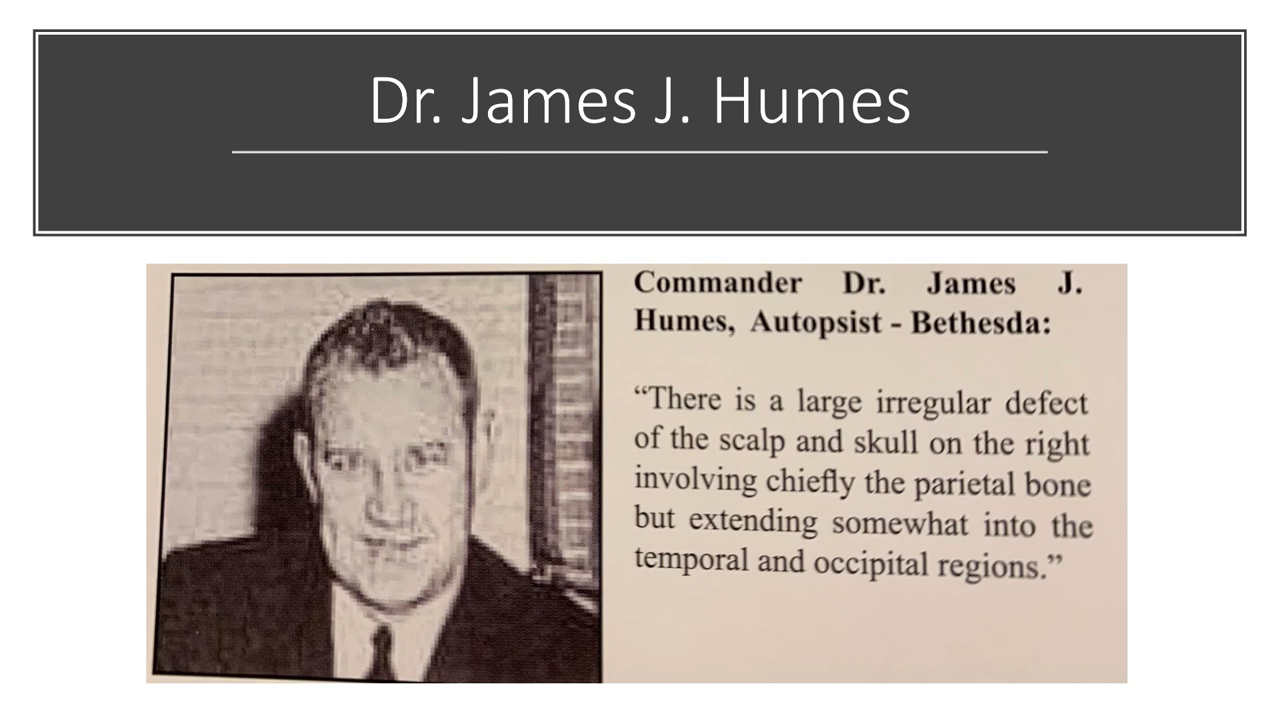 Dr. James J. Humes
Commander Dr. James J.
Humes, Autopsist - Bethesda:
“There is a large irregular defect
of the scalp and skull on the right
involving chiefly the parietal bone
but extending somewhat into the
temporal and occipital regions.”